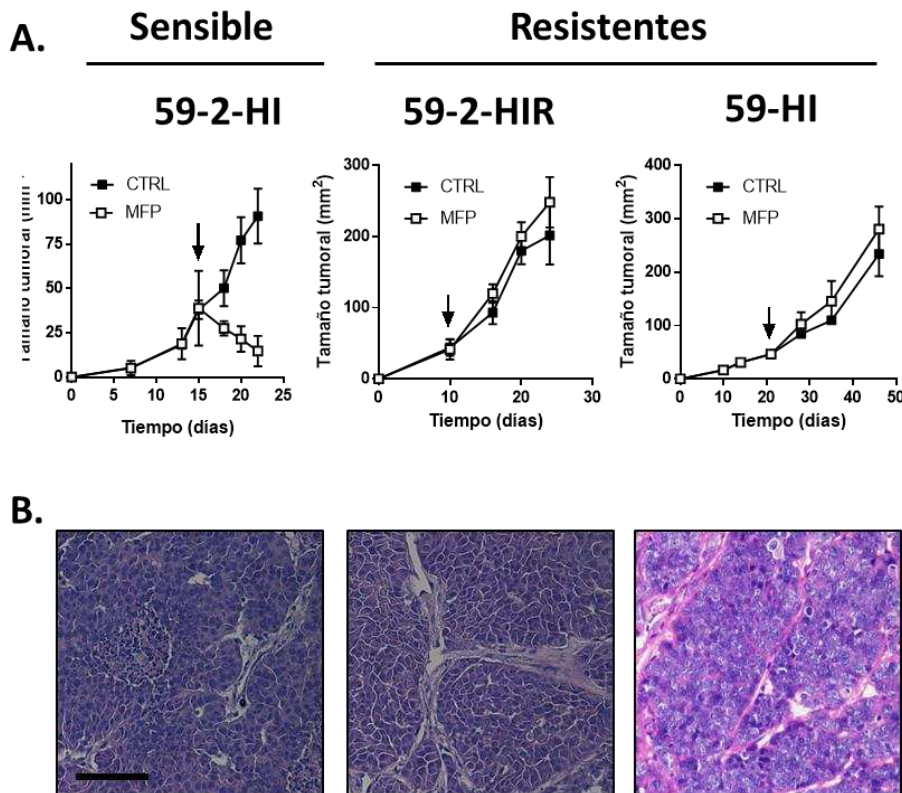 A.
Sensible
Resistentes
59-2-HI
59-2-HIR
59-HI
CTRL
MFP
100
75
50
25
0
0 5 10 15 20 25
Tiempo (días)
Tamaño tumoral (mm²)
300
200
100
0
CTRL
MFP
0 10 20 30
Tiempo (días)
Tamaño tumoral (mm²)
400
300
200
100
0
CTRL
MFP
0 10 20 30 40 50
Tiempo (días)
B.